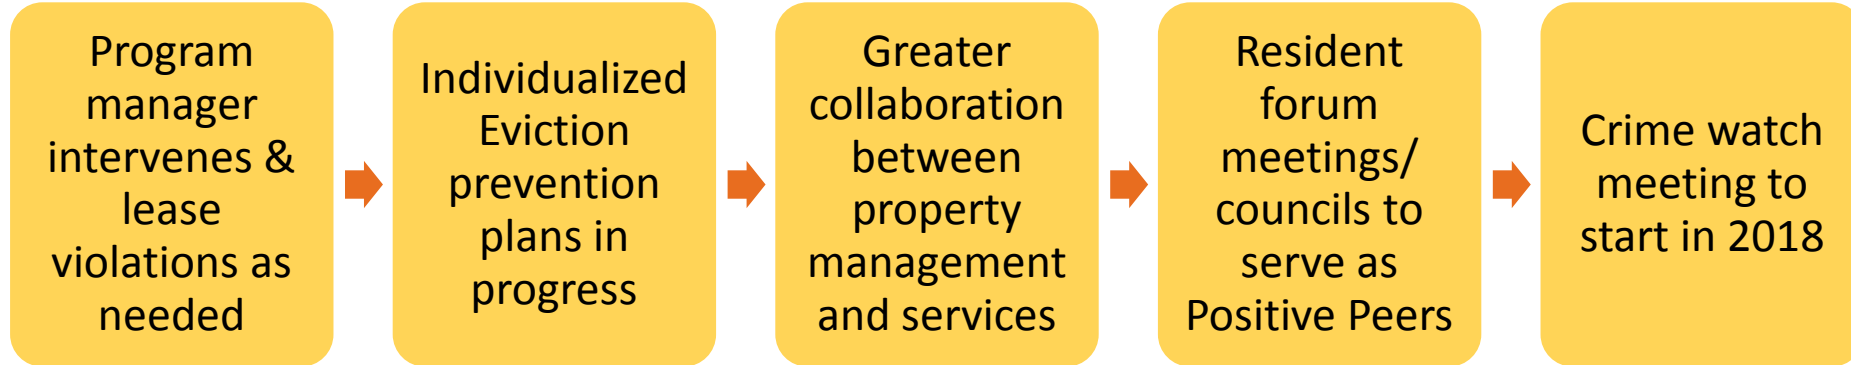 Program
manager
intervenes &
lease
violations as
needed
Individualized
Eviction
prevention
plans in
progress
Greater
collaboration
between
property
management
and services
Resident
forum
meetings/
councils to
serve as
Positive Peers
Crime watch
meeting to
start in 2018